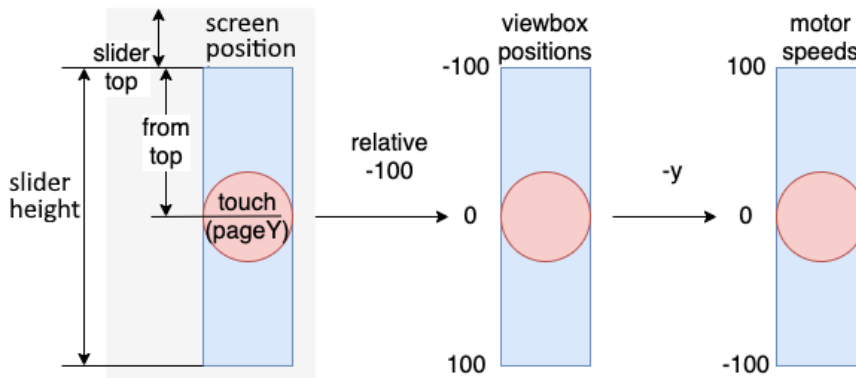 screen
position
slider
top
from
top
slider
height
touch
(pageY)
relative
-100
viewbox
positions
-100
0
100
-y
motor
speeds
100
0
-100